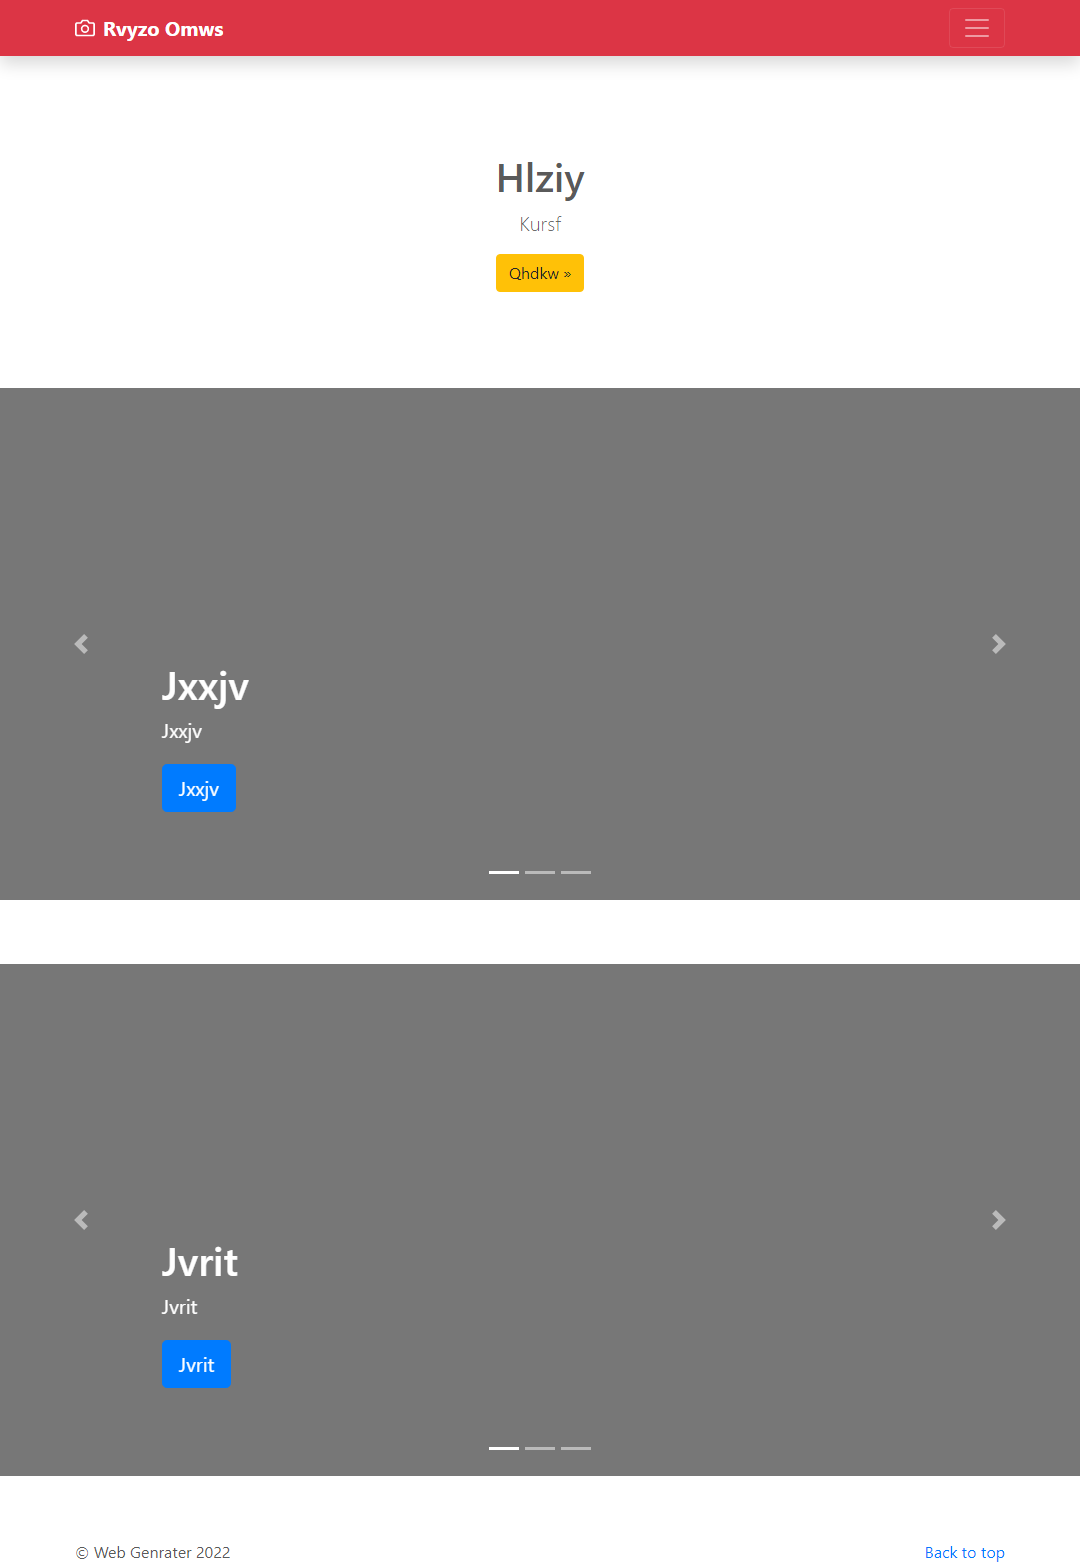 Rvyzo Omws
Hlziy
Kursf
Qhdkw »
Jxxjv
Jxxjv
Jxxjv
Jvrit
Jvrit
Jvrit
© Web Genrater 2022
Back to top